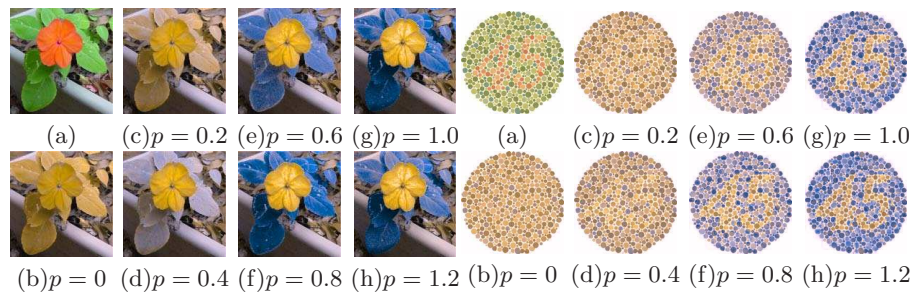 (a) (c)p = 0.2 (e)p = 0.6 (g)p = 1.0 (a) (c)p = 0.2 (e)p = 0.6 (g)p = 1.0
45 45 45 45
(b)p = 0 (d)p = 0.4 (f)p = 0.8 (h)p = 1.2 (b)p = 0 (d)p = 0.4 (f)p = 0.8 (h)p = 1.2
45 45 45